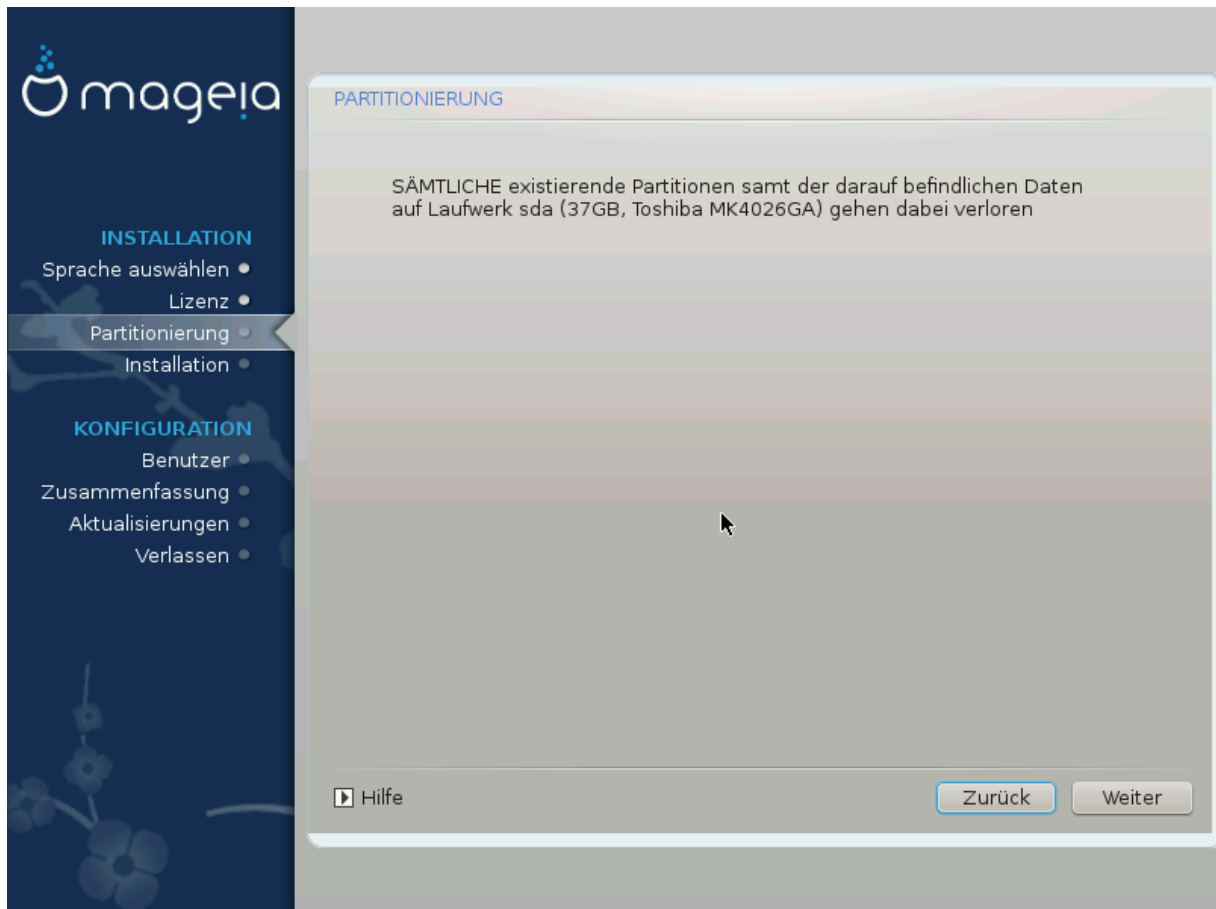 mageia
INSTALLATION
Sprache auswählen
Lizenz
Partitionierung
Installation
KONFIGURATION
Benutzer
Zusammenfassung
Aktualisierungen
Verlassen
PARTITIONIERUNG
SÄMTLICHE existierende Partitionen samt der darauf befindlichen Daten
auf Laufwerk sda (37GB, Toshiba MK4026GA) gehen dabei verloren
Hilfe
Zurück
Weiter